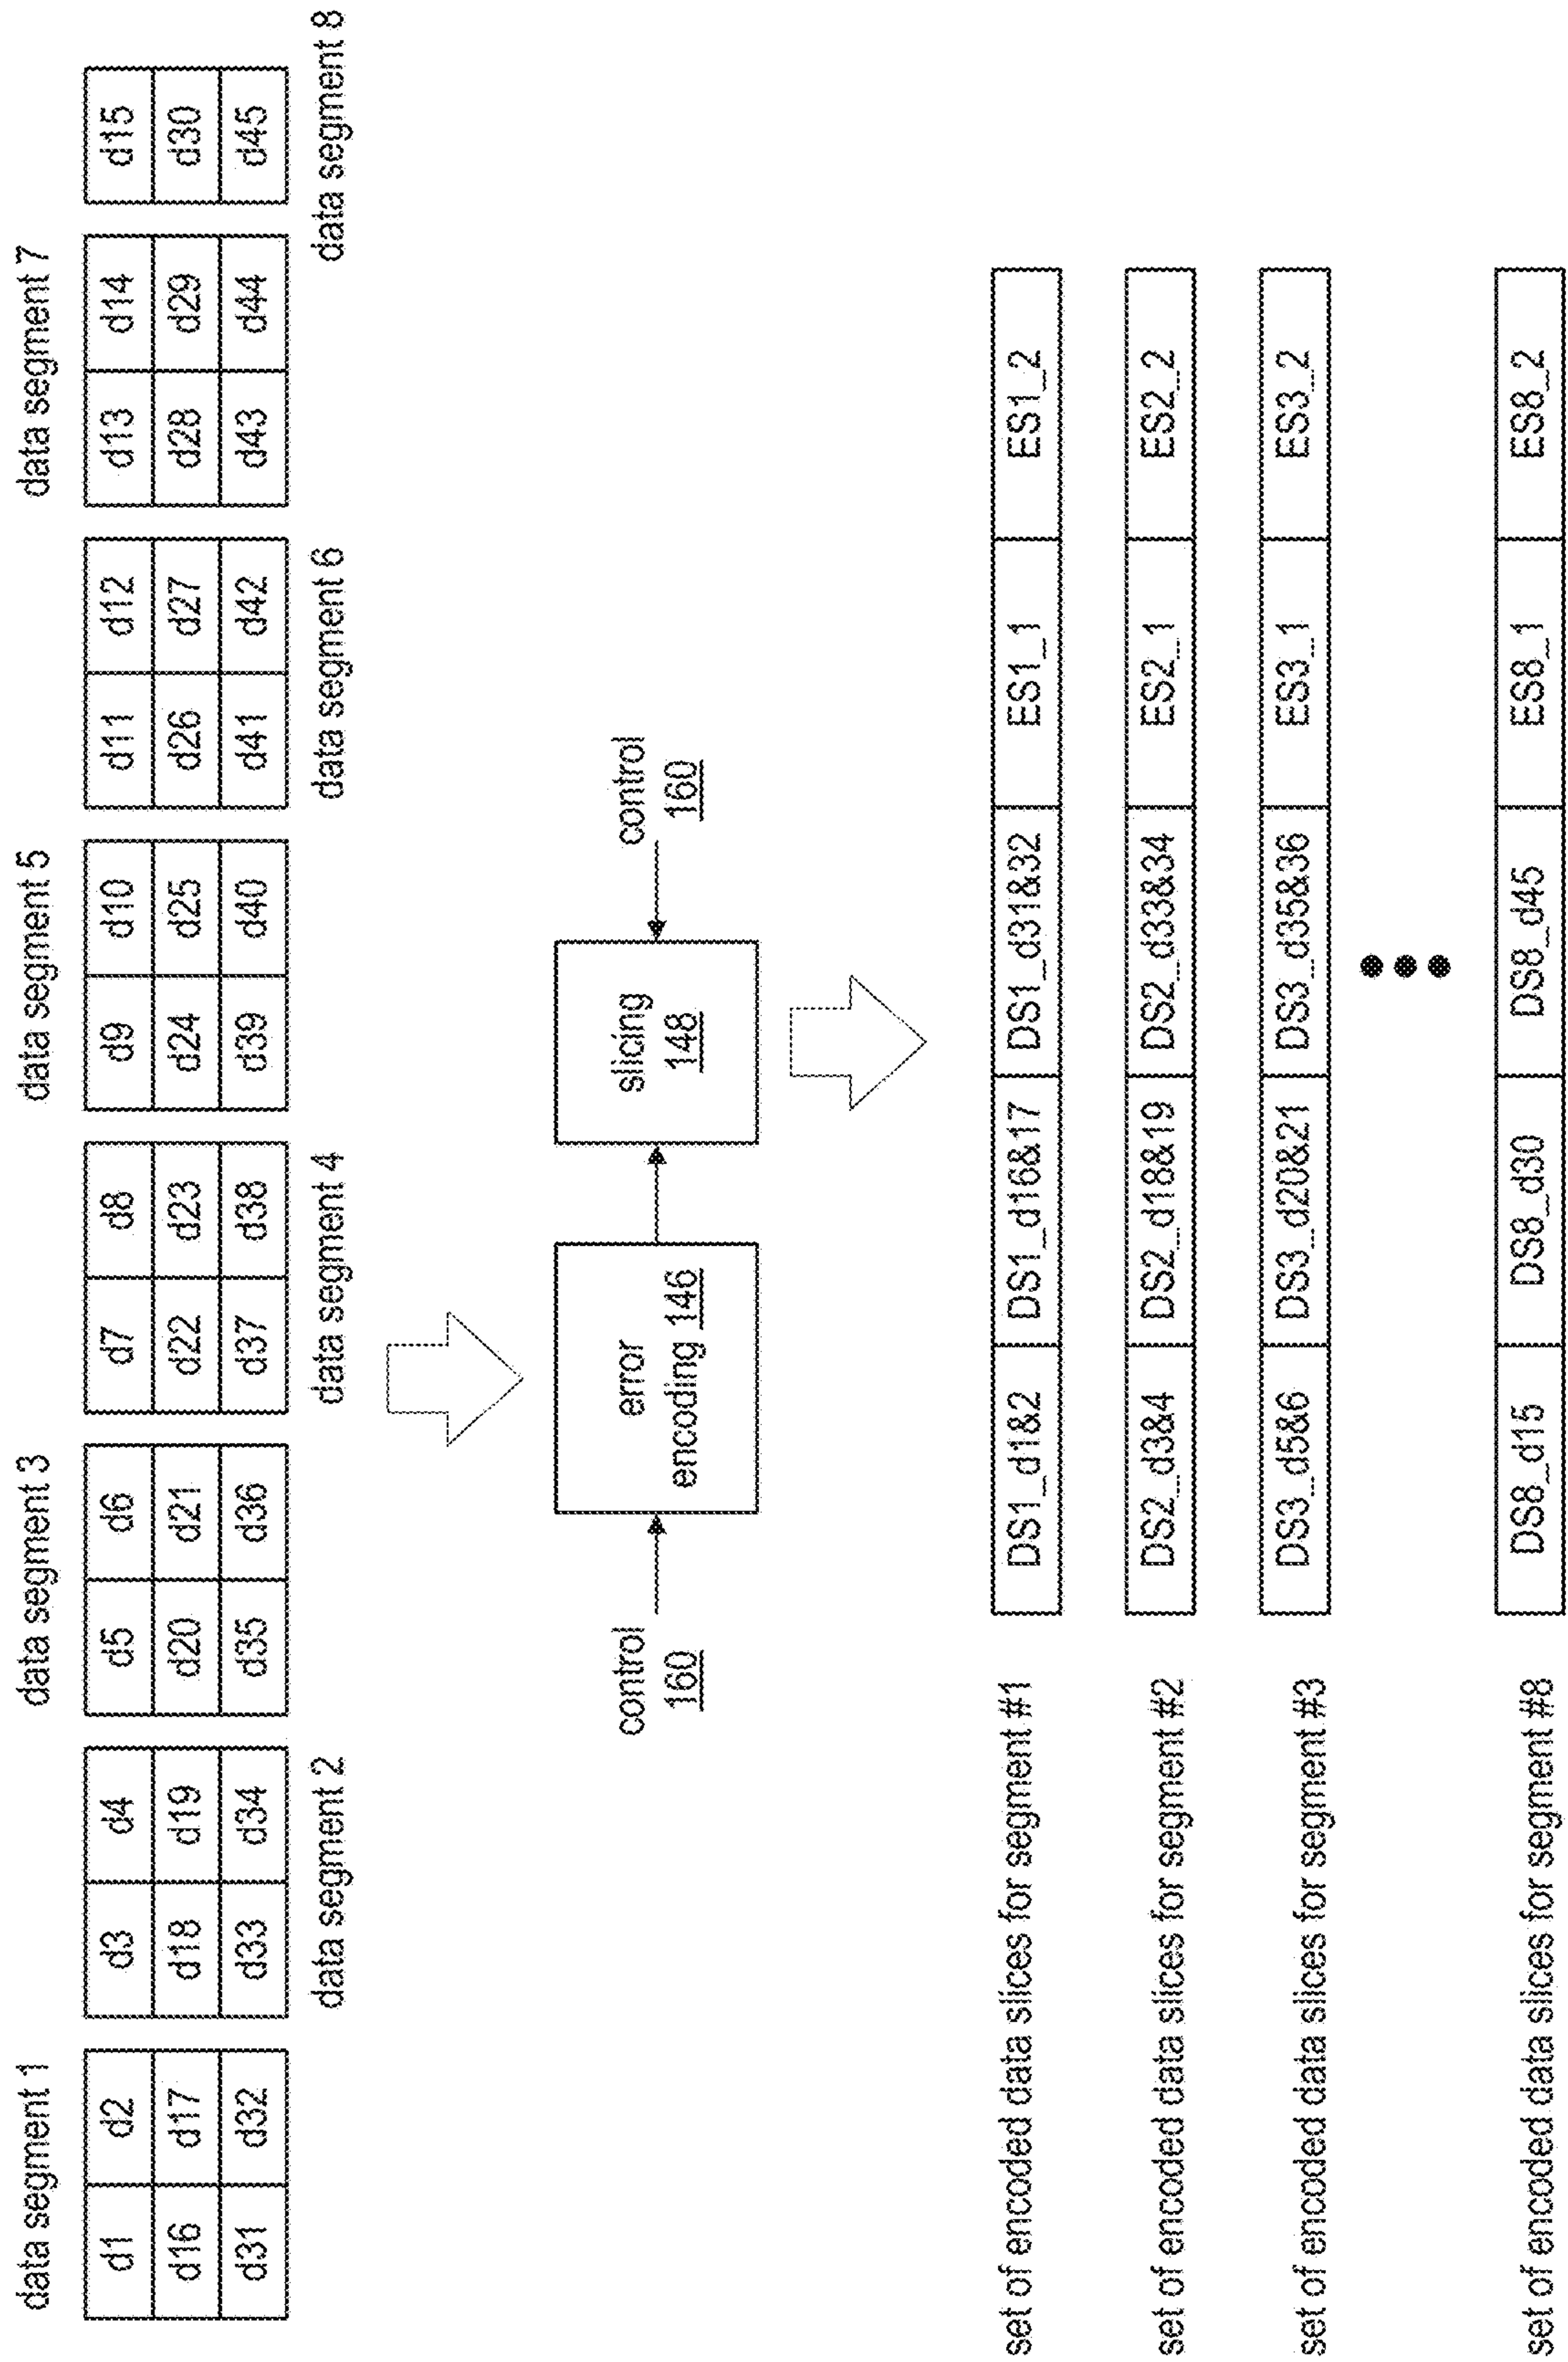 data segment 1
data segment 3
data segment 5
data segment 7
d1 d2 d3 d4 d5 d6 d7 d8 d9 d10 d11 d12 d13 d14 d15
d16 d17 d18 d19 d20 d21 d22 d23 d24 d25 d26 d27 d28 d29 d30
d31 d32 d33 d34 d35 d36 d37 d38 d39 d40 d41 d42 d43 d44 d45
data segment 2
data segment 4
data segment 6
data segment 8
control
160
error
encoding 146
slicing
148
control
160
set of encoded data slices for segment #1 DS1_d1&2 DS1_d16&17 DS1_d31&32 ES1_1 ES1_2
set of encoded data slices for segment #2 DS2_d3&4 DS2_d18&19 DS2_d33&34 ES2_1 ES2_2
set of encoded data slices for segment #3 DS3_d5&6 DS3_d20&21 DS3_d35&36 ES3_1 ES3_2
set of encoded data slices for segment #8 DS8_d15 DS8_d30 DS8_d45 ES8_1 ES8_2